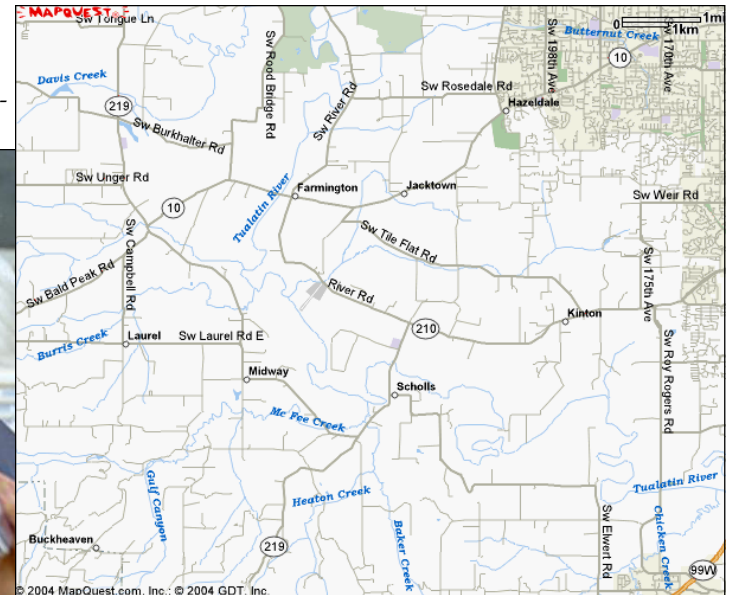 MAPQUEST
Sw Tongue Ln
0 1mi
1km
Butternut Creek
Sw 198th Ave
10
Sw 170th Ave
Davis Creek
219
Sw Rood Bridge Rd
Sw River Rd
Sw Rosedale Rd
Hazeldale
Sw Burkhalter Rd
Sw Unger Rd
10
Tualatin River
Farmington
Jacktown
Sw Weir Rd
Sw Campbell Rd
Sw Tile Flat Rd
Sw 175th Ave
Sw Bald Peak Rd
River Rd
Kinton
210
Burris Creek
Laurel
Sw Laurel Rd E
Sw Roy Rogers Rd
Midway
Scholls
Mc Fee Creek
Gulf Canyon
Heaton Creek
Tualatin River
Buckheaven
219
Baker Creek
Sw Elwert Rd
Chicken Creek
99W
© 2004 MapQuest.com, Inc.; © 2004 GDT, Inc.